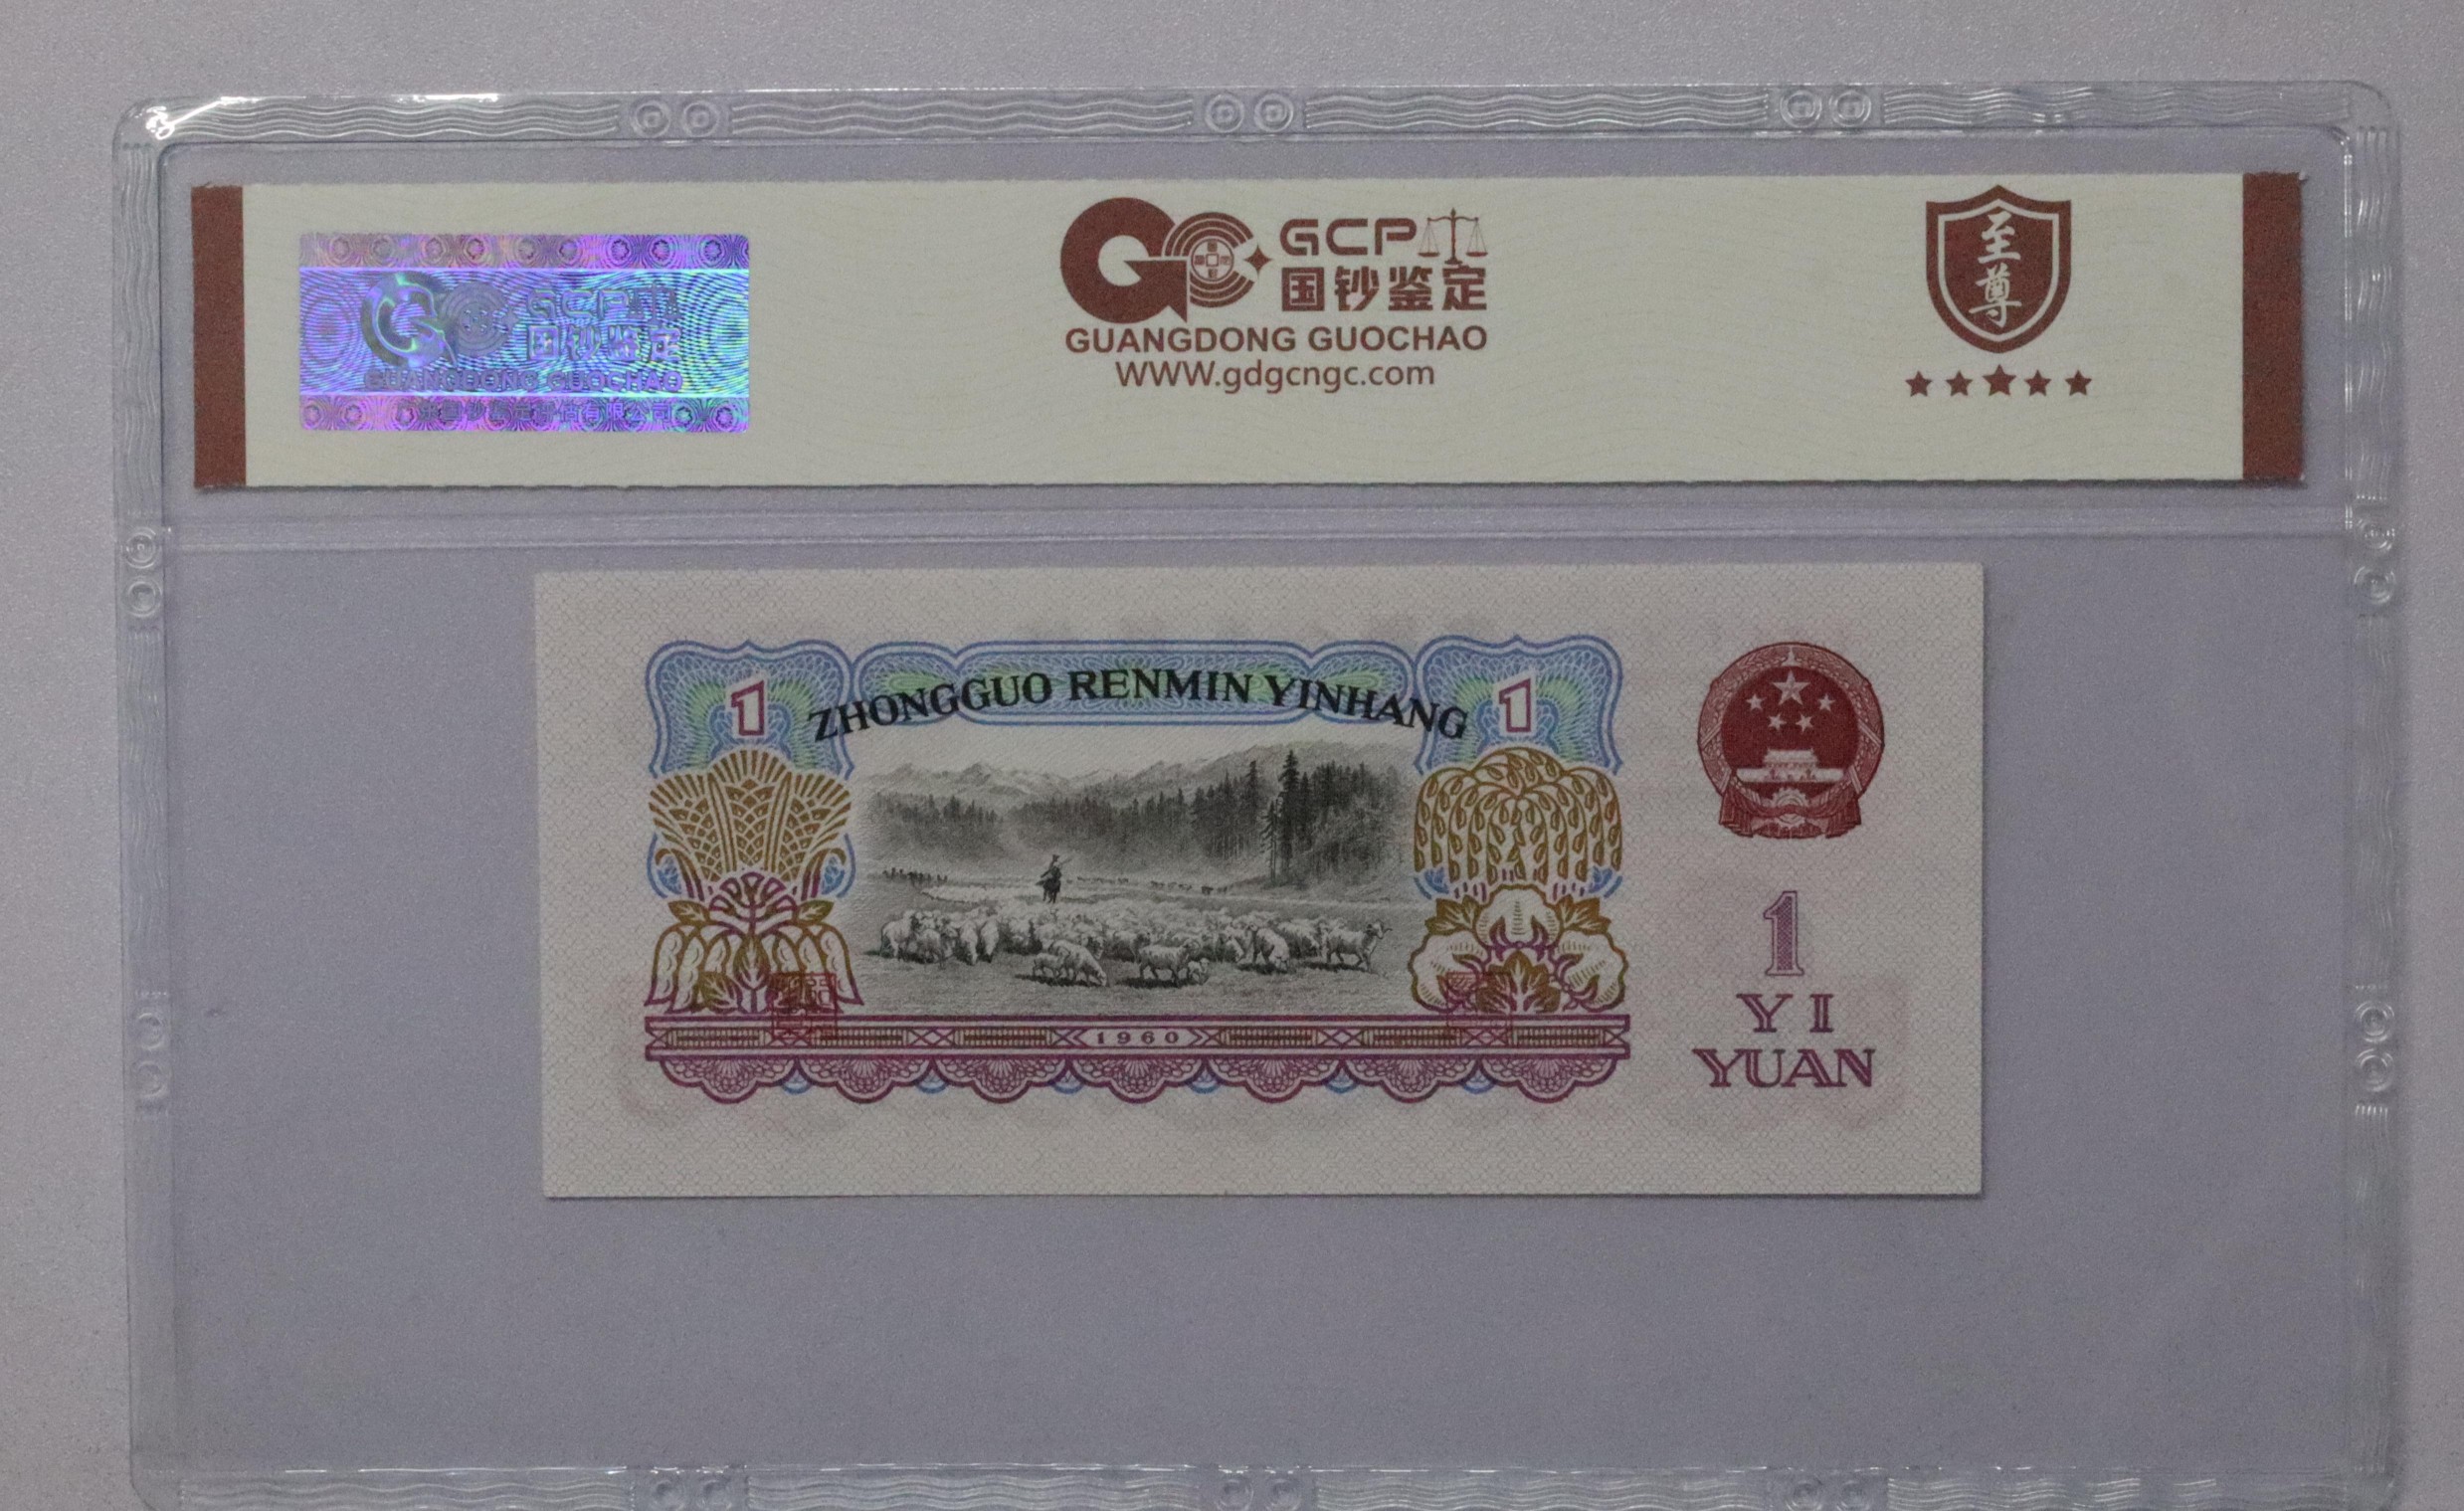 GCP
国钞鉴定
GUANGDONG GUOCHAO
GCP
国钞鉴定
GUANGDONG GUOCHAO
WWW.gdgcngc.com
至尊
1
ZHONGGUO RENMIN YINHANG
1
1960
1
YI
YUAN